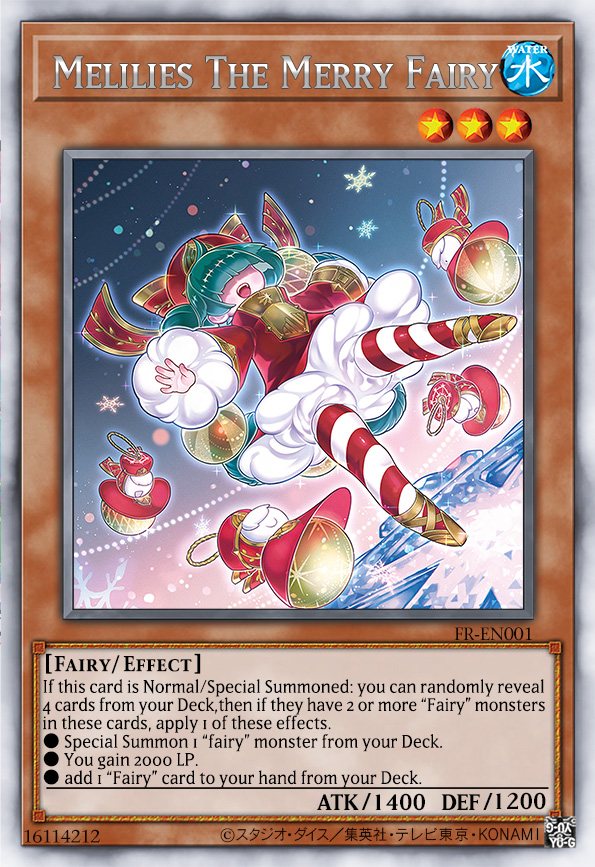 Melilies The Merry Fairy
WATER
水
FR-EN001
[Fairy/Effect]
If this card is Normal/Special Summoned: you can randomly reveal
4 cards from your Deck,then if they have 2 or more “Fairy” monsters
in these cards, apply 1 of these effects.
● Special Summon 1 “fairy” monster from your Deck.
● You gain 2000 LP.
● add 1 “Fairy” card to your hand from your Deck.
ATK/1400 DEF/1200
16114212
©スタジオ・ダイス／集英社・テレビ東京・KONAMI